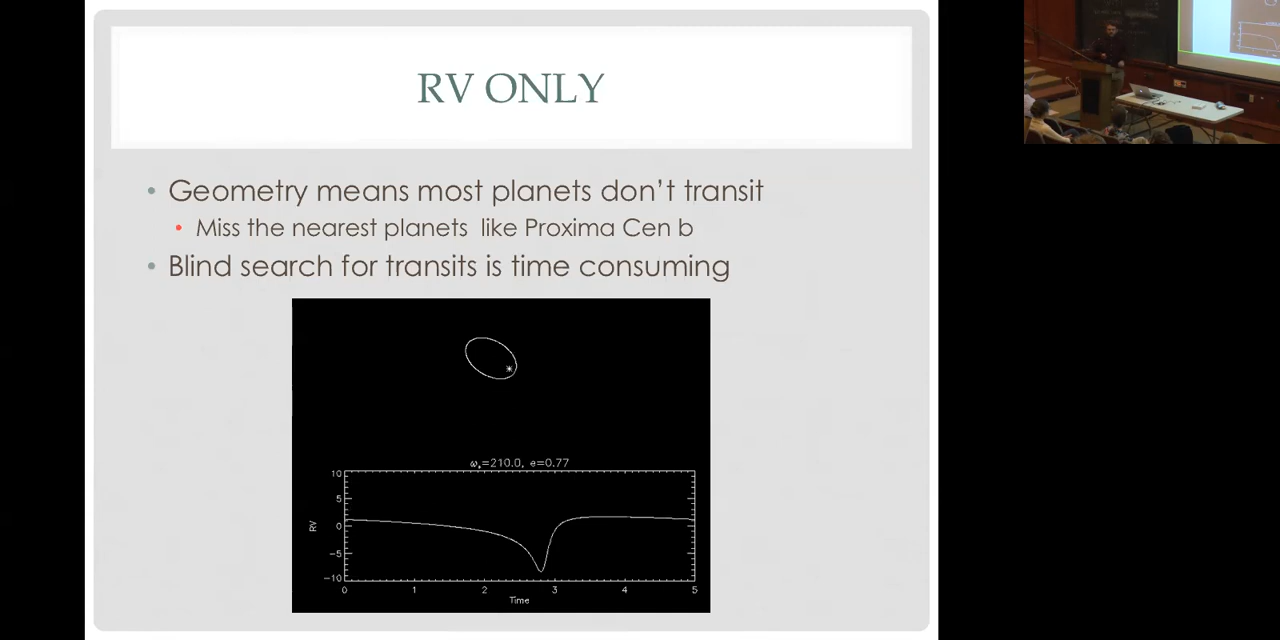 RV ONLY
• Geometry means most planets don't transit
• Miss the nearest planets like Proxima Cen b
• Blind search for transits is time consuming
ω*=210.0, e=0.77
10
5
0
−5
−10
RV
0 1 2 3 4 5
Time